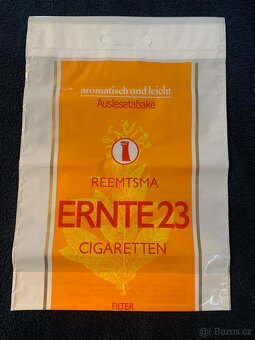 aromatisch und leicht
Auslesetabake
REEMTSMA
ERNTE 23
CIGARETTEN
FILTER
Bazos.cz